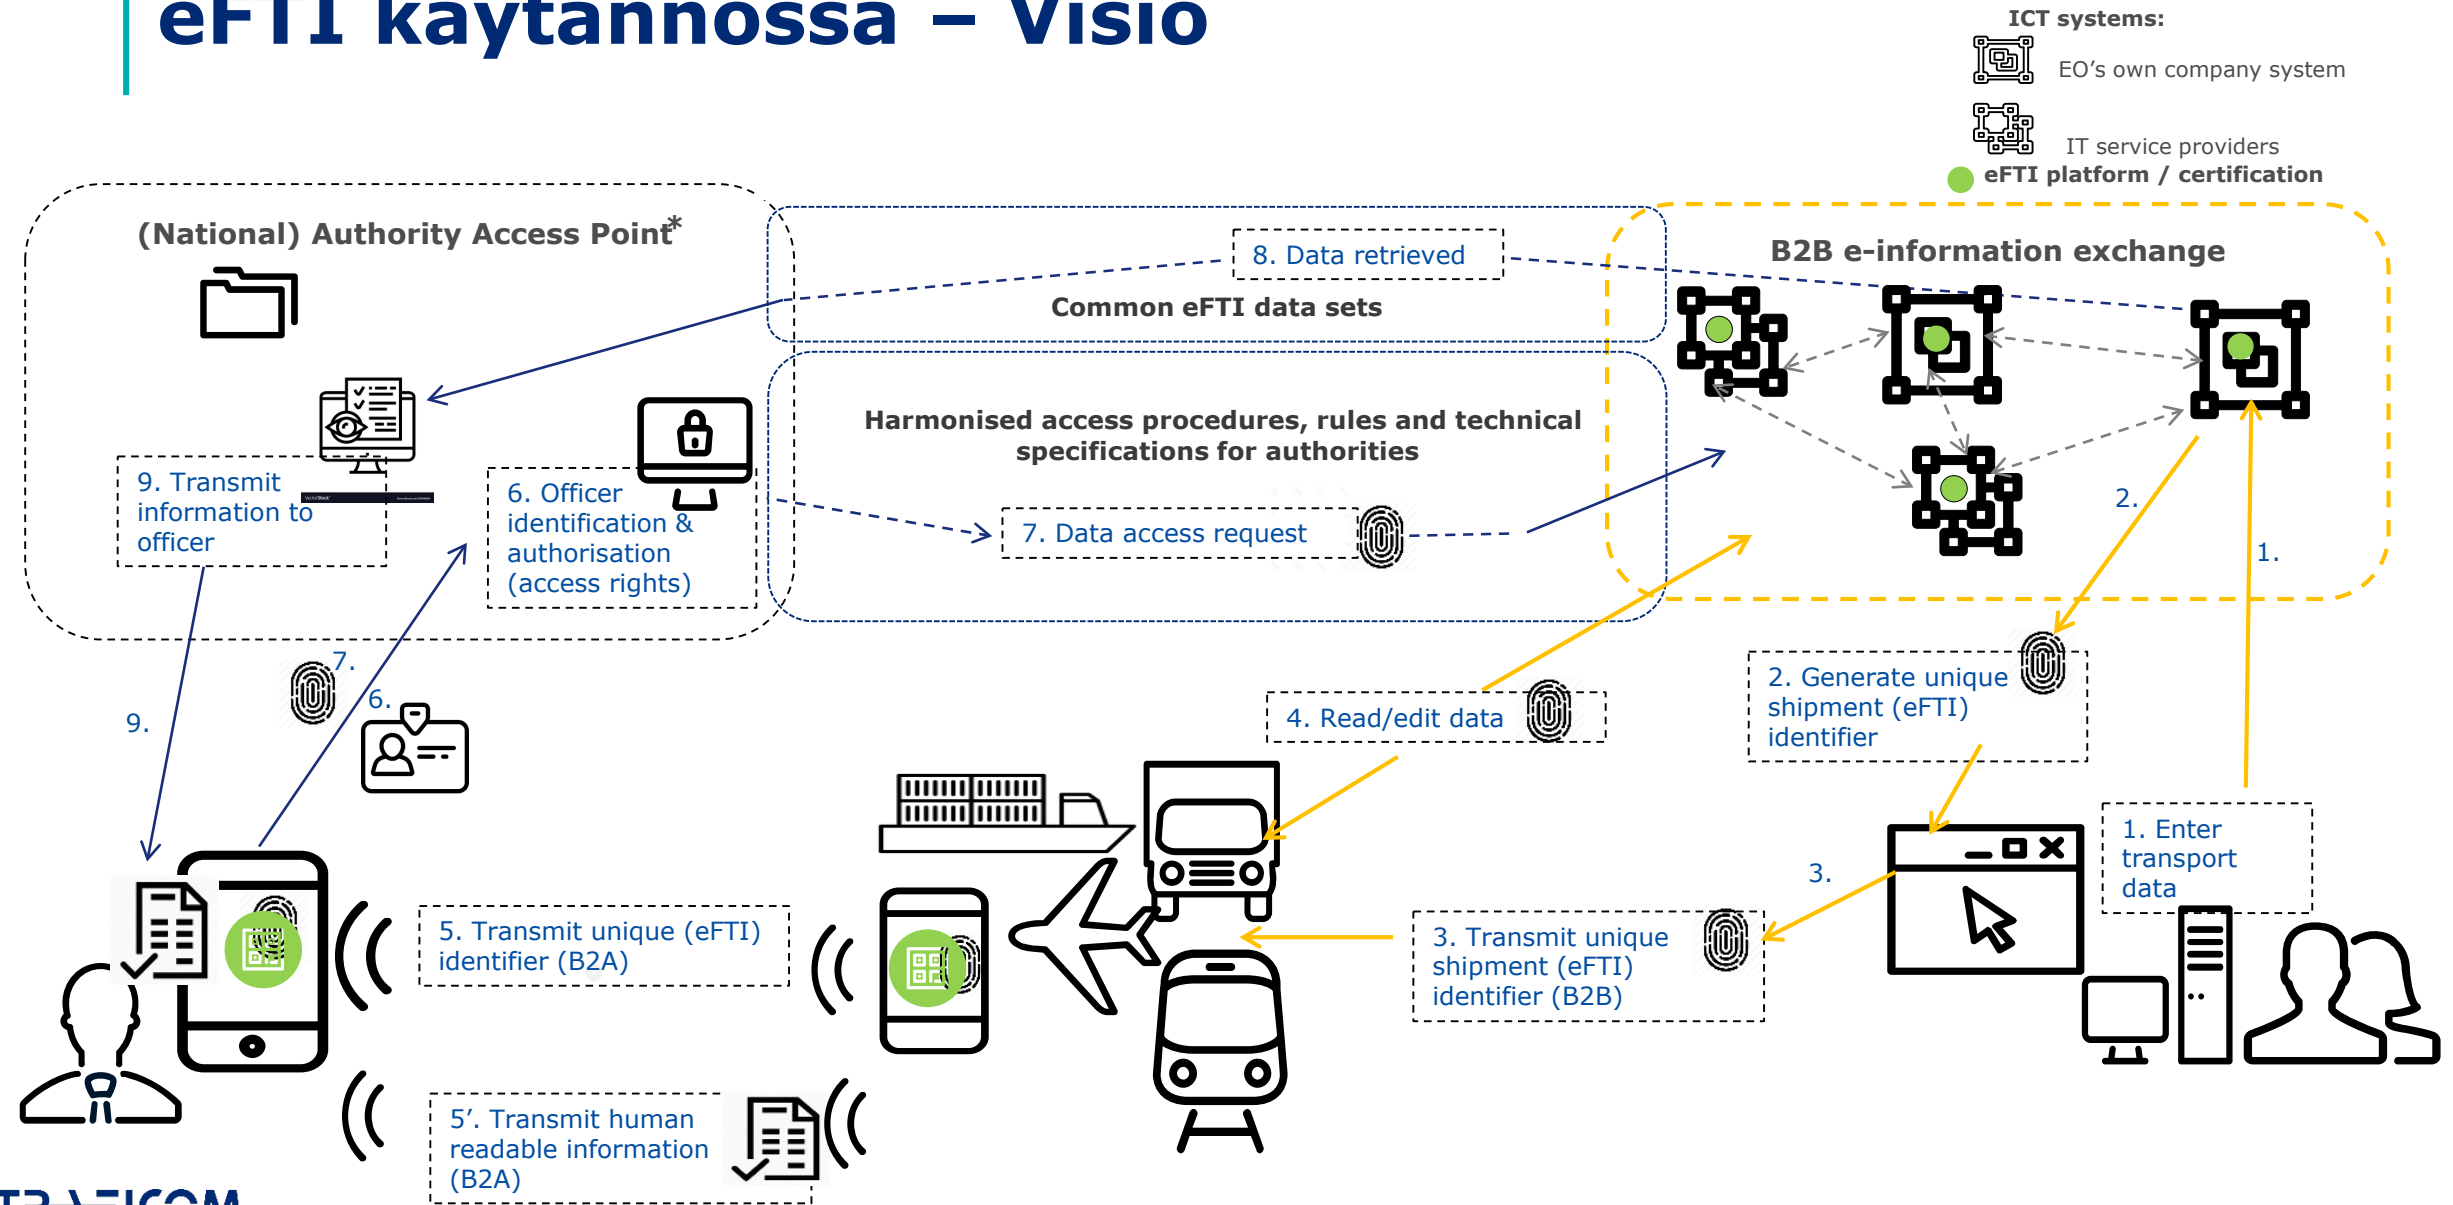 eFTI käytännössä – Visio
ICT systems:
EO's own company system
IT service providers
eFTI platform / certification
(National) Authority Access Point*
8. Data retrieved
Common eFTI data sets
B2B e-information exchange
Harmonised access procedures, rules and technical
specifications for authorities
9. Transmit
information to
officer
6. Officer
identification &
authorisation
(access rights)
7. Data access request
2.
1.
7.
6.
9.
4. Read/edit data
2. Generate unique
shipment (eFTI)
identifier
1. Enter
transport
data
3.
5. Transmit unique (eFTI)
identifier (B2A)
3. Transmit unique
shipment (eFTI)
identifier (B2B)
5’. Transmit human
readable information
(B2A)
TRAFICOM